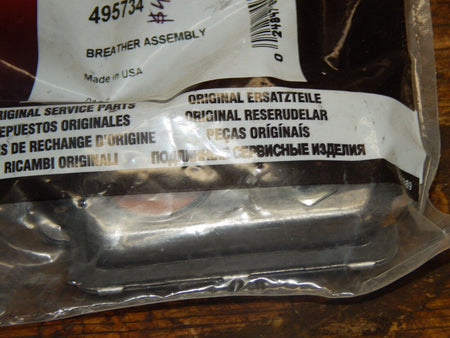 495734
BREATHER ASSEMBLY
Made in USA
ORIGINAL SERVICE PARTS
REPUESTOS ORIGINALES
DE RECHANGE D'ORIGINE
RICAMBI ORIGINALI
ORIGINAL ERSATZTEILE
ORIGINAL RESERUDELAR
PEÇAS ORÍGÍNAÍS
ПОДЛИННЫЕ СЕРВИСНЫЕ ИЗДЕЛИЯ